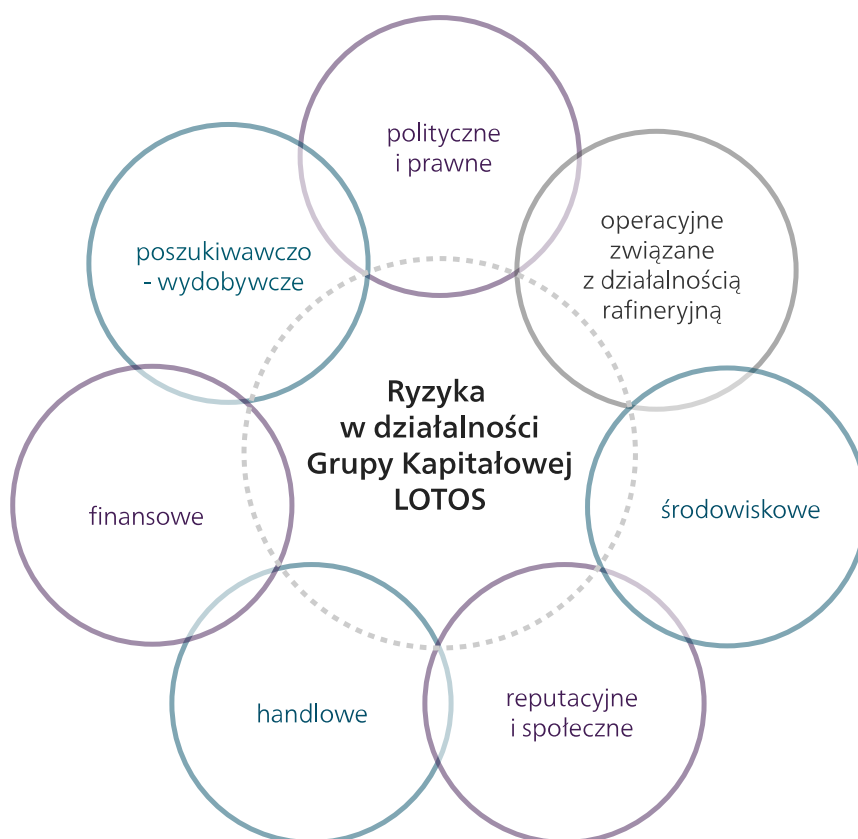 polityczne
i prawne
operacyjne
związane
z działalnością
rafineryjną
poszukiwawczo
- wydobywcze
Ryzyka
w działalności
Grupy Kapitałowej
LOTOS
finansowe
środowiskowe
handlowe
reputacyjne
i społeczne